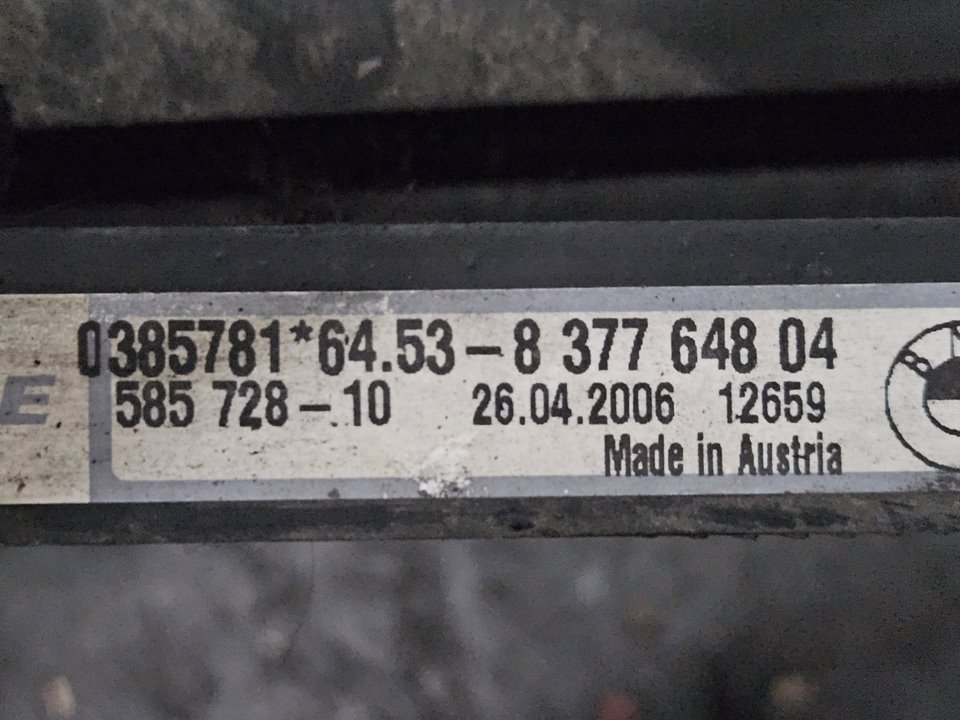 0385781*64.53-8 377 648 04
E
585 728-10 26.04.2006 12659
Made in Austria
B